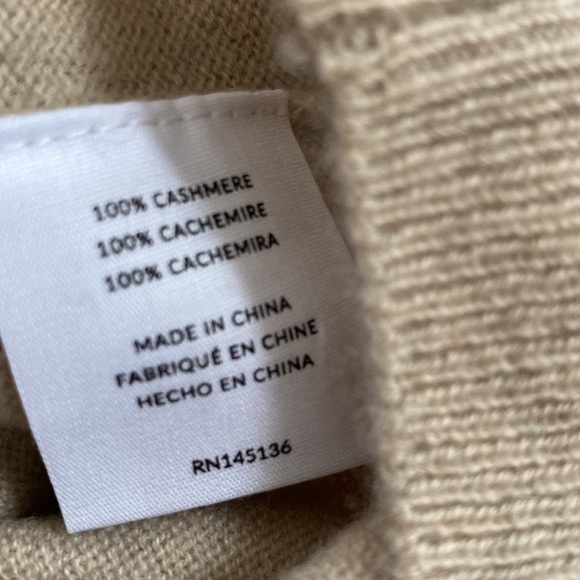 100% CASHMERE
100% CACHEMIRE
100% CACHEMIRA
MADE IN CHINA
FABRIQUÉ EN CHINE
HECHO EN CHINA
RN145136